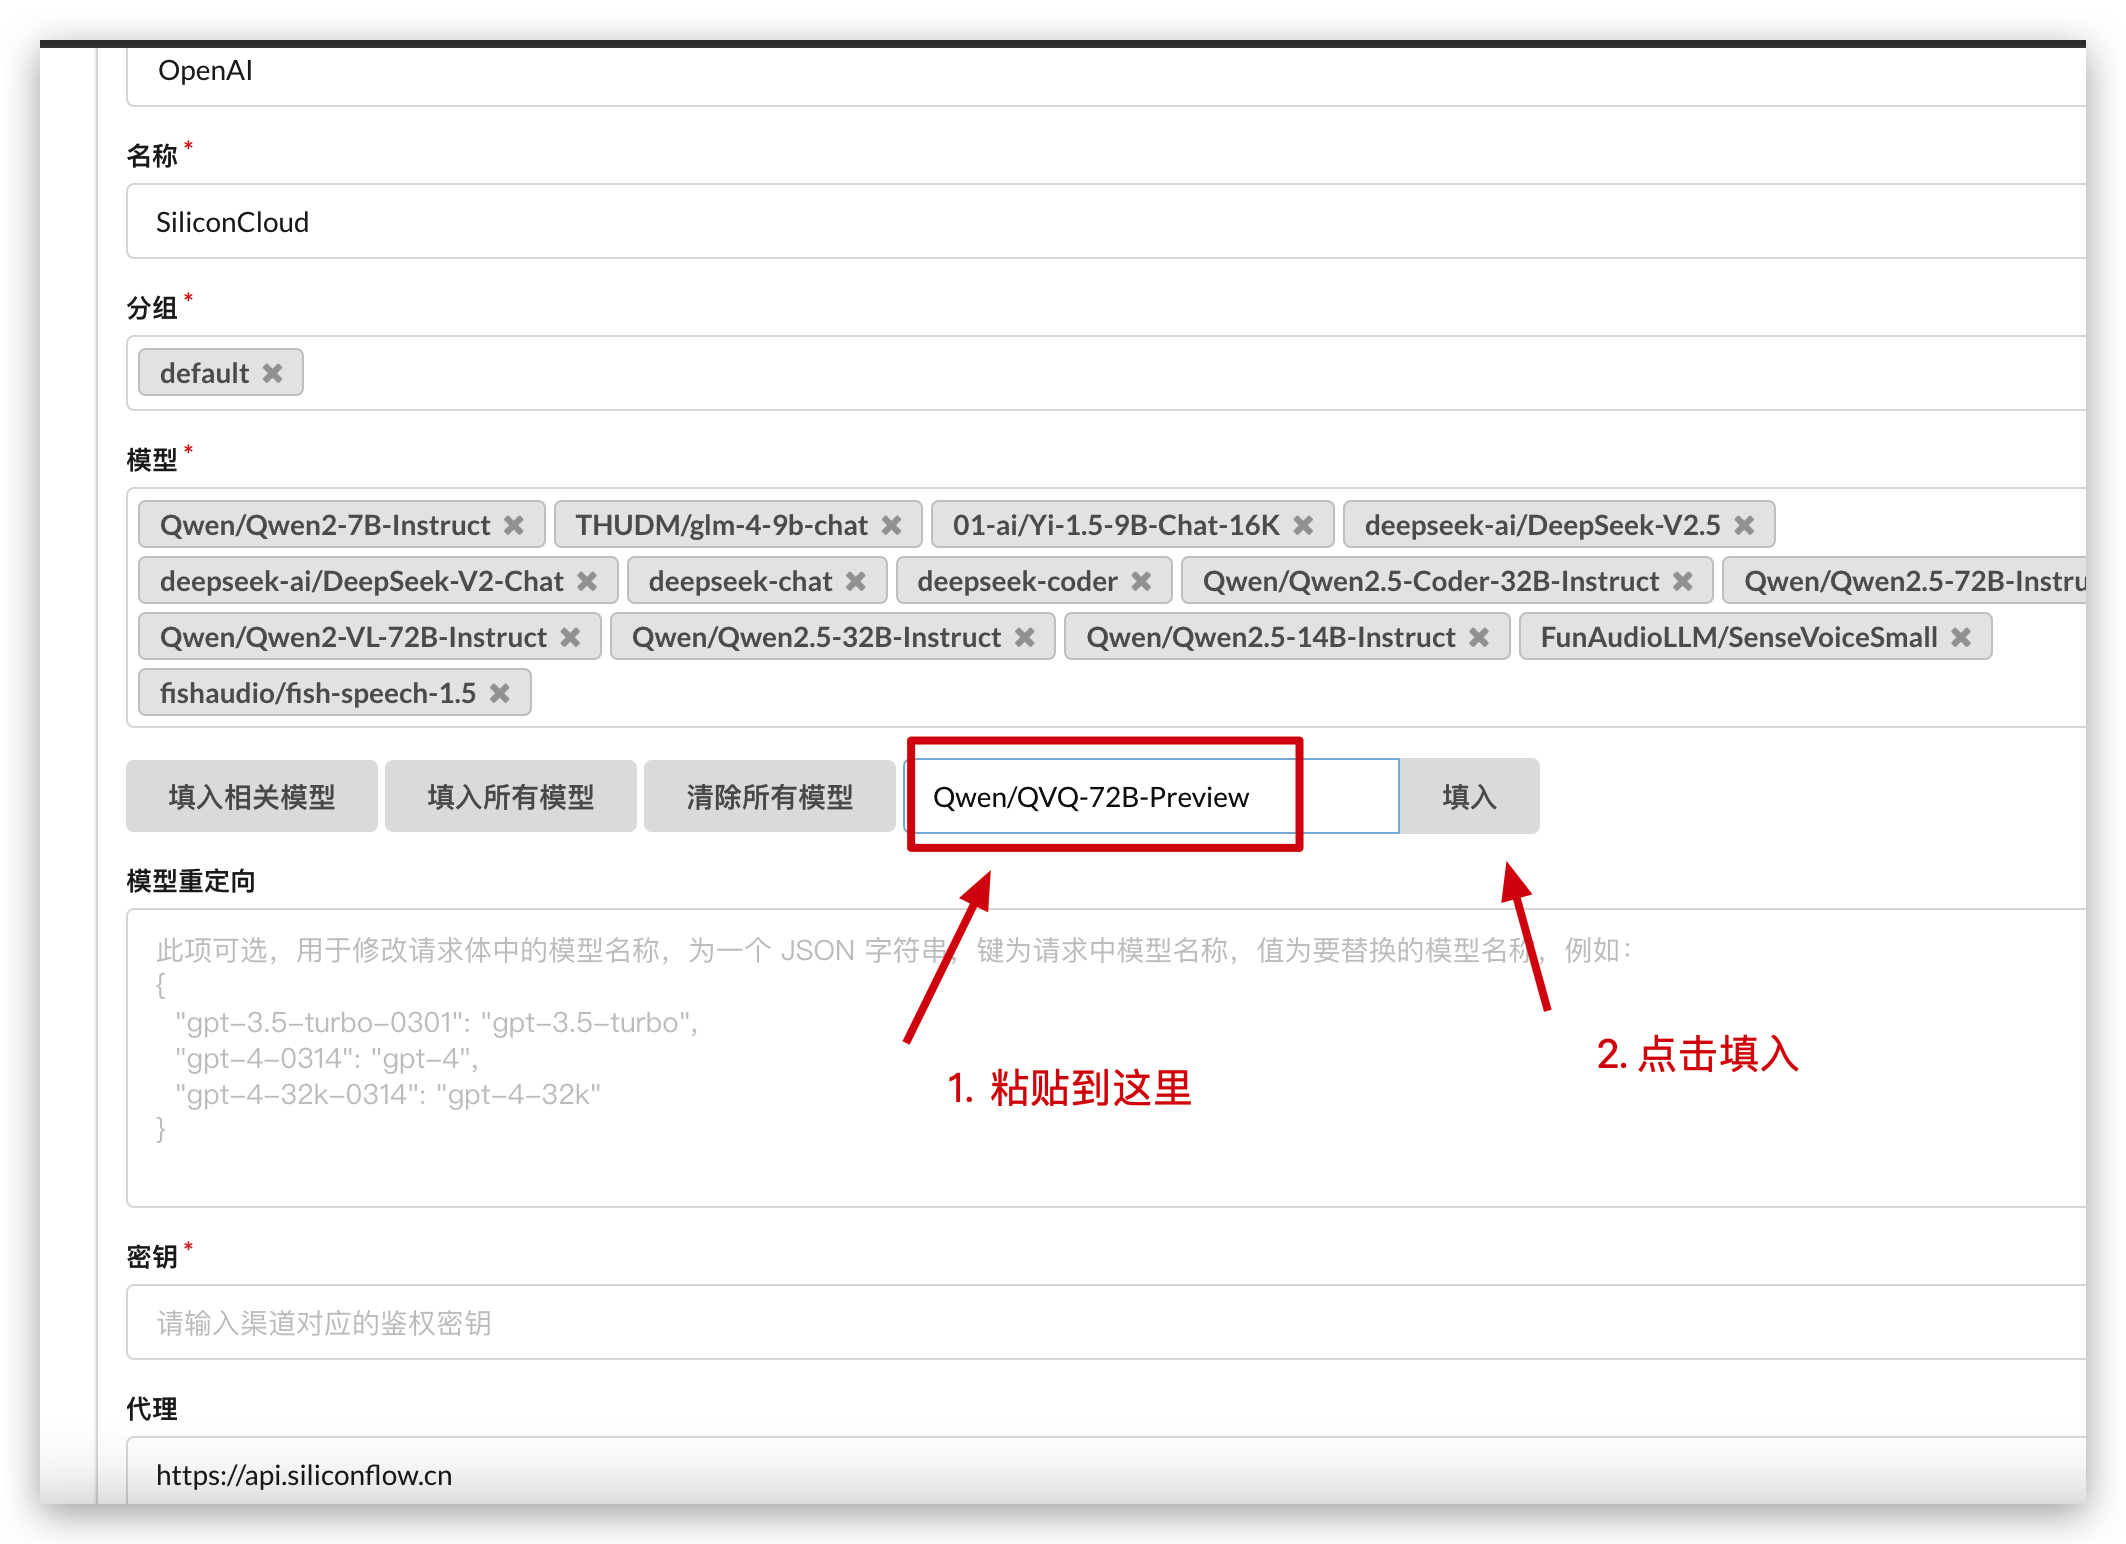 OpenAI
名称 *
SiliconCloud
分组 *
default ✖
模型 *
Qwen/Qwen2-7B-Instruct ✖ THUDM/glm-4-9b-chat ✖ 01-ai/Yi-1.5-9B-Chat-16K ✖ deepseek-ai/DeepSeek-V2.5 ✖
deepseek-ai/DeepSeek-V2-Chat ✖ deepseek-chat ✖ deepseek-coder ✖ Qwen/Qwen2.5-Coder-32B-Instruct ✖ Qwen/Qwen2.5-72B-Instru
Qwen/Qwen2-VL-72B-Instruct ✖ Qwen/Qwen2.5-32B-Instruct ✖ Qwen/Qwen2.5-14B-Instruct ✖ FunAudioLLM/SenseVoiceSmall ✖
fishaudio/fish-speech-1.5 ✖
填入相关模型 填入所有模型 清除所有模型 Qwen/QVQ-72B-Preview 填入
模型重定向
此项可选，用于修改请求体中的模型名称，为一个 JSON 字符串，键为请求中模型名称，值为要替换的模型名称，例如：
{
"gpt-3.5-turbo-0301": "gpt-3.5-turbo",
"gpt-4-0314": "gpt-4",
"gpt-4-32k-0314": "gpt-4-32k"
}
1. 粘贴到这里
2. 点击填入
密钥 *
请输入渠道对应的鉴权密钥
代理
https://api.siliconflow.cn